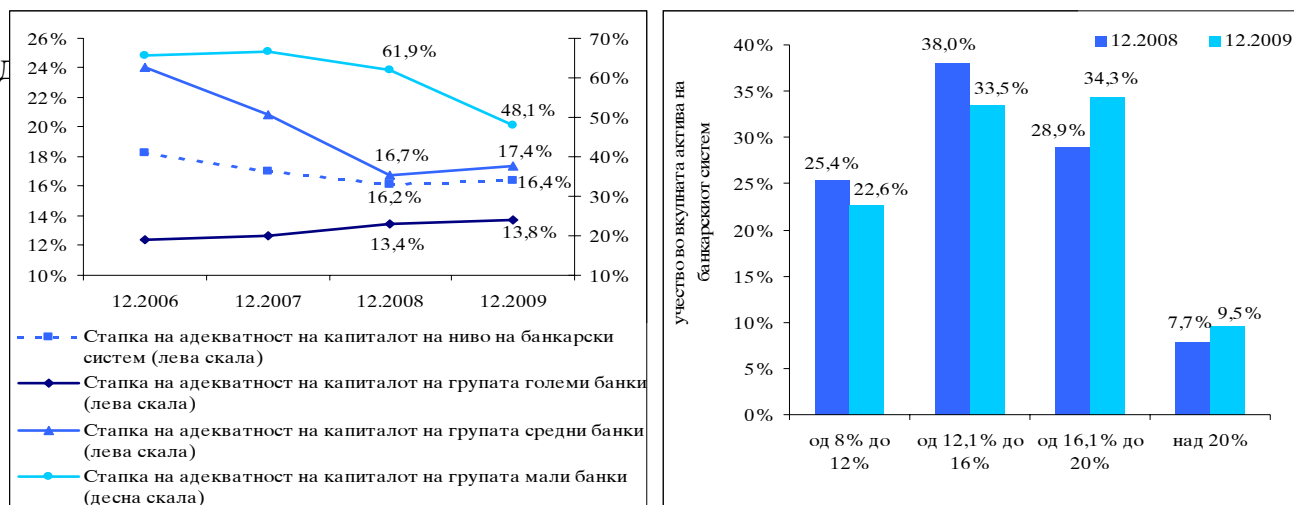 Д
26%
24%
22%
20%
18%
16%
14%
12%
10%
70%
60%
50%
40%
30%
20%
10%
61,9%
48,1%
16,7%
17,4%
16,2%
16,4%
13,4%
13,8%
12.2006 12.2007 12.2008 12.2009
Стапка на адекватност на капиталот на ниво на банкарски
систем (лева скала)
Стапка на адекватност на капиталот на групата големи банки
(лева скала)
Стапка на адекватност на капиталот на групата средни банки
(лева скала)
Стапка на адекватност на капиталот на групата мали банки
(десна скала)
учество во вкупната актива на
банкарскиот систем
40%
35%
30%
25%
20%
15%
10%
5%
0%
12.2008 12.2009
25,4%
22,6%
38,0%
33,5%
28,9%
34,3%
7,7%
9,5%
од 8% до
12%
од 12,1% до
16%
од 16,1% до
20%
над 20%